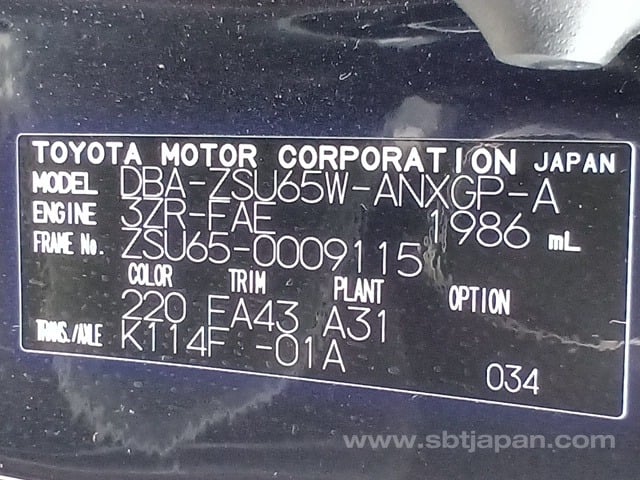 TOYOTA MOTOR CORPORATION JAPAN
MODEL DBA-ZSU65W-ANXGP-A
ENGINE 3ZR-FAE 1986 mL
FRAME No. ZSU65-0009115
COLOR TRIM PLANT OPTION
220 FA43 A31
TRANS./AXLE K114F -01A
034
www.sbtjapan.com